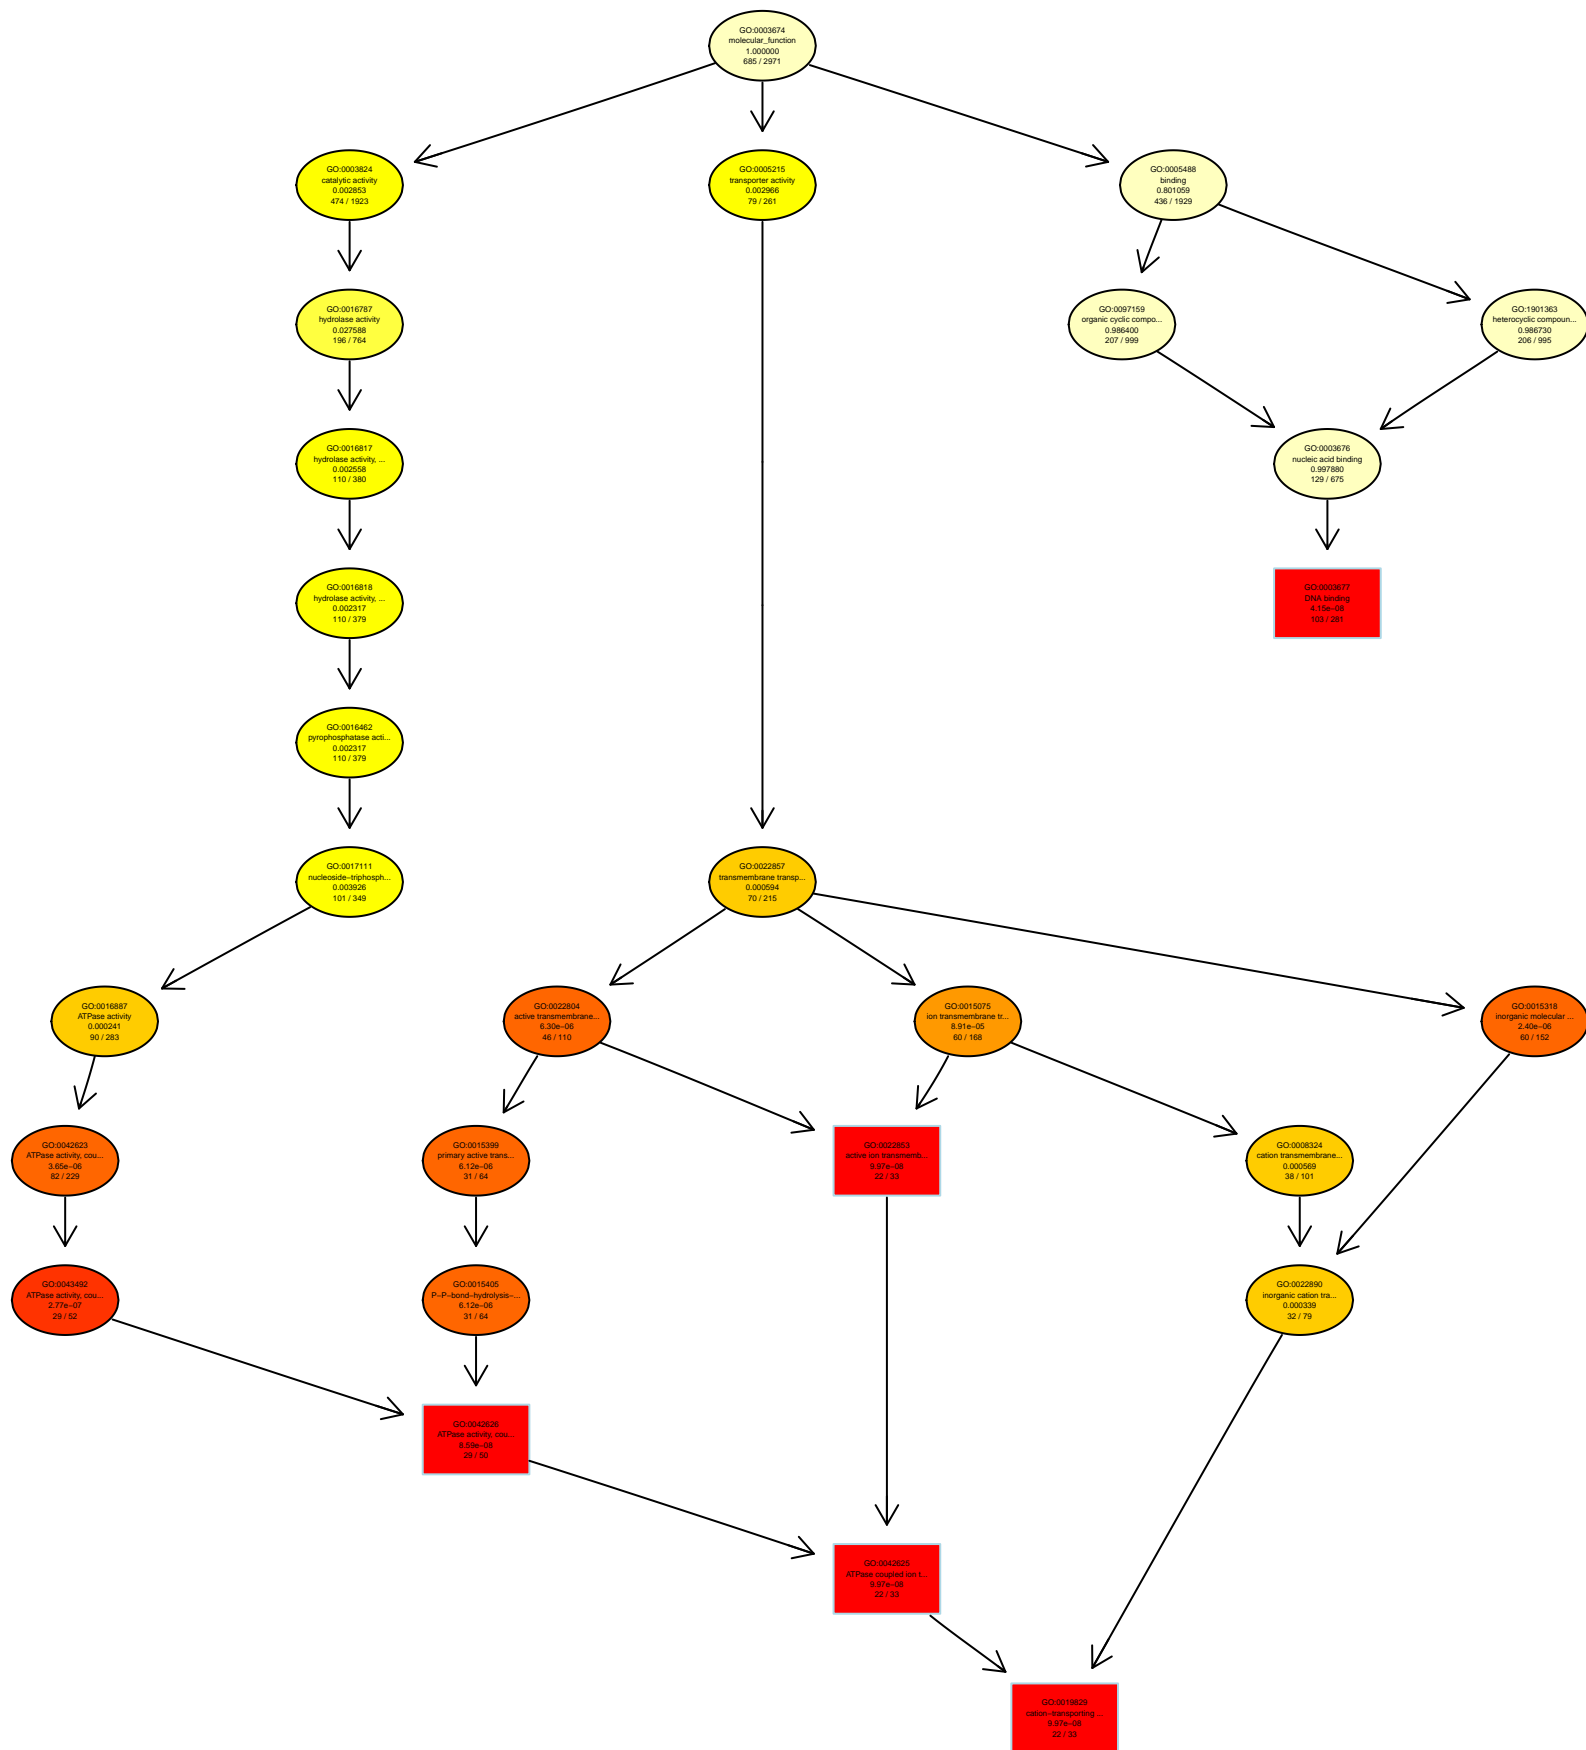 GO:0003674
molecular_function
1.000000
685 / 2971
GO:0003824
catalytic activity
0.002853
474 / 1923
GO:0005215
transporter activity
0.002966
79 / 261
GO:0005488
binding
0.801059
436 / 1929
GO:0016787
hydrolase activity
0.027588
196 / 764
GO:0097159
organic cyclic compo...
0.986400
207 / 999
GO:1901363
heterocyclic compoun...
0.986730
206 / 995
GO:0016817
hydrolase activity, ...
0.002558
110 / 380
GO:0003676
nucleic acid binding
0.997880
129 / 675
GO:0016818
hydrolase activity, ...
0.002317
110 / 379
GO:0003677
DNA binding
4.15e−08
103 / 281
GO:0016462
pyrophosphatase acti...
0.002317
110 / 379
GO:0017111
nucleoside−triphosph...
0.003926
101 / 349
GO:0022857
transmembrane transp...
0.000594
70 / 215
GO:0016887
ATPase activity
0.000241
90 / 283
GO:0022804
active transmembrane...
6.30e−06
46 / 110
GO:0015075
ion transmembrane tr...
8.91e−05
60 / 168
GO:0015318
inorganic molecular ...
2.40e−06
60 / 152
GO:0042623
ATPase activity, cou...
3.65e−06
82 / 229
GO:0015399
primary active trans...
6.12e−06
31 / 64
GO:0022853
active ion transmemb...
9.97e−08
22 / 33
GO:0008324
cation transmembrane...
0.000569
38 / 101
GO:0043492
ATPase activity, cou...
2.77e−07
29 / 52
GO:0015405
P−P−bond−hydrolysis−...
6.12e−06
31 / 64
GO:0022890
inorganic cation tra...
0.000339
32 / 79
GO:0042626
ATPase activity, cou...
8.69e−08
29 / 50
GO:0042625
ATPase coupled ion t...
9.97e−08
22 / 33
GO:0019829
cation−transporting ...
9.97e−08
22 / 33